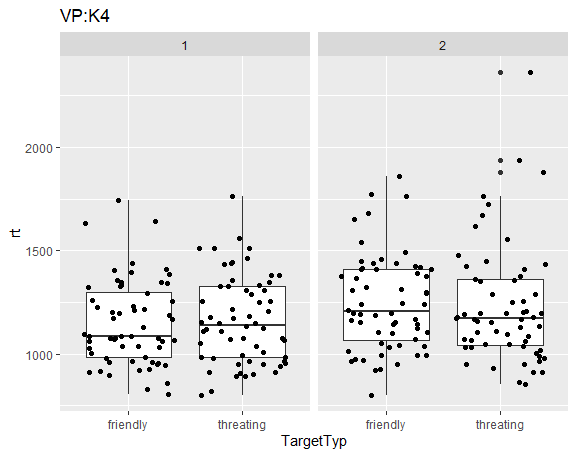 VP:K4
1
2
rt
2000
1500
1000
friendly
threating
friendly
threating
TargetTyp